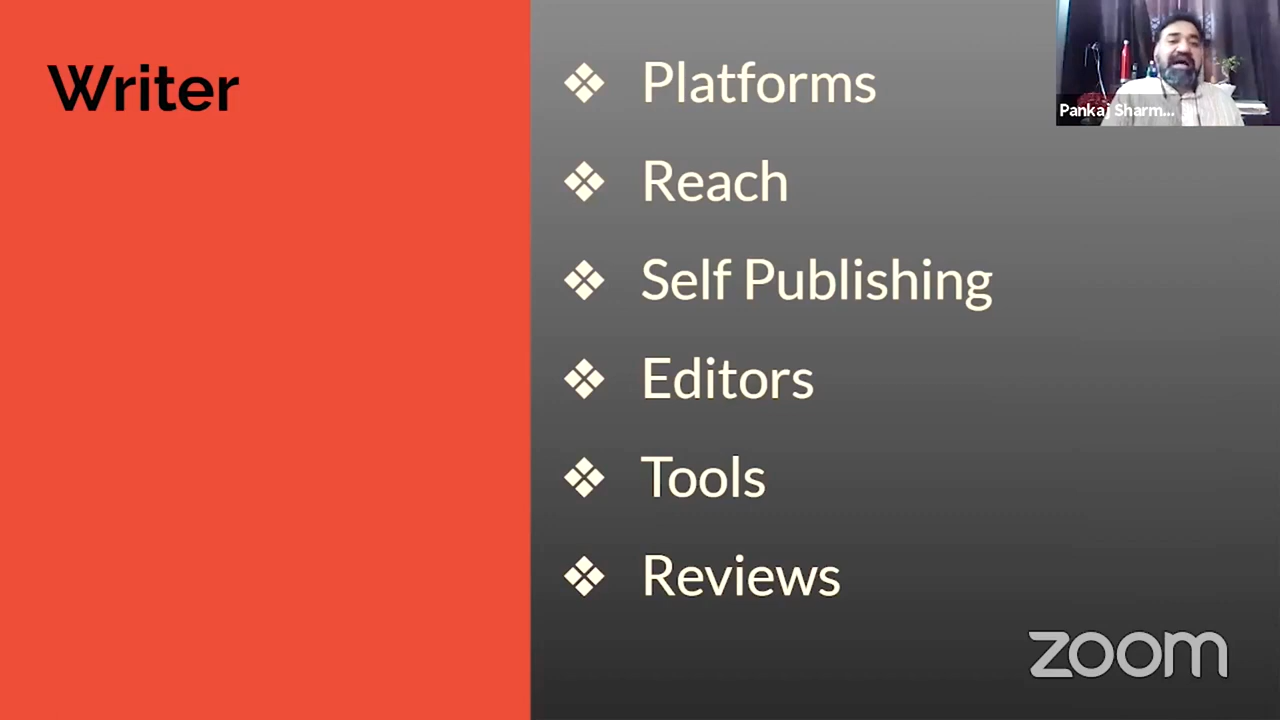 Writer
❖ Platforms
❖ Reach
❖ Self Publishing
❖ Editors
❖ Tools
❖ Reviews
Pankaj Sharm...
zoom